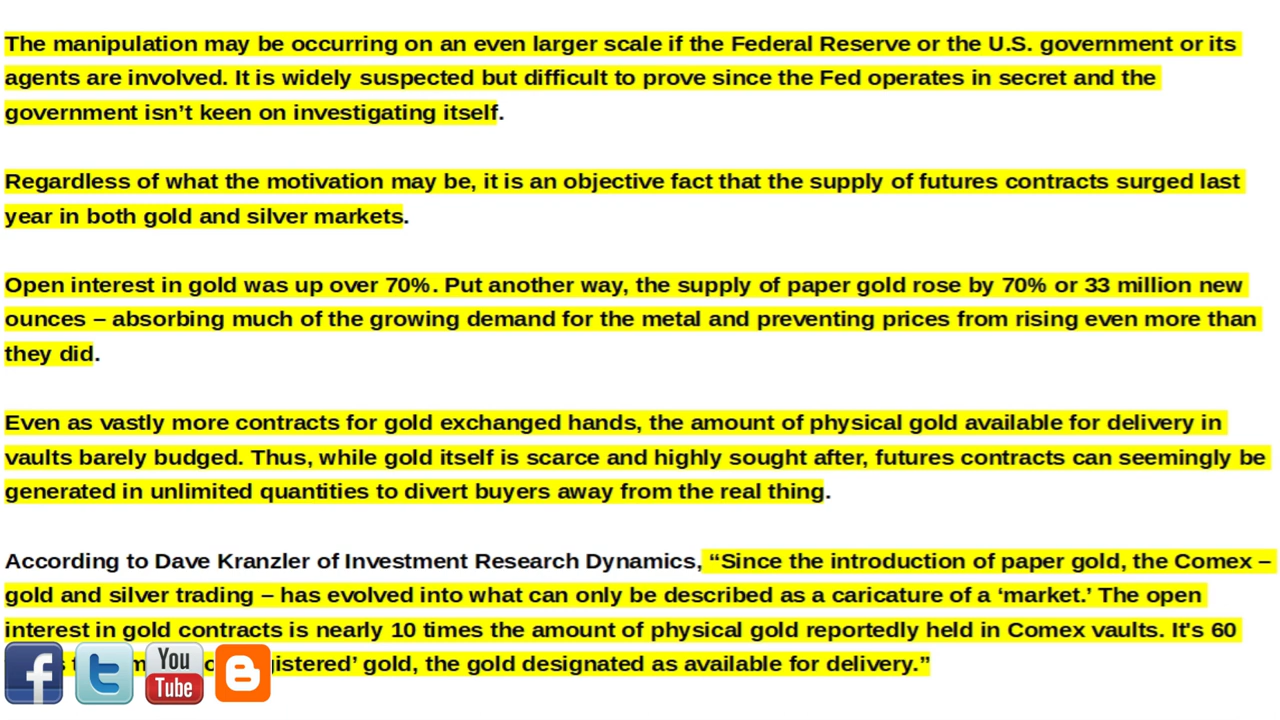 The manipulation may be occurring on an even larger scale if the Federal Reserve or the U.S. government or its
agents are involved. It is widely suspected but difficult to prove since the Fed operates in secret and the
government isn’t keen on investigating itself.
Regardless of what the motivation may be, it is an objective fact that the supply of futures contracts surged last
year in both gold and silver markets.
Open interest in gold was up over 70%. Put another way, the supply of paper gold rose by 70% or 33 million new
ounces – absorbing much of the growing demand for the metal and preventing prices from rising even more than
they did.
Even as vastly more contracts for gold exchanged hands, the amount of physical gold available for delivery in
vaults barely budged. Thus, while gold itself is scarce and highly sought after, futures contracts can seemingly be
generated in unlimited quantities to divert buyers away from the real thing.
According to Dave Kranzler of Investment Research Dynamics, “Since the introduction of paper gold, the Comex –
gold and silver trading – has evolved into what can only be described as a caricature of a ‘market.’ The open
interest in gold contracts is nearly 10 times the amount of physical gold reportedly held in Comex vaults. It's 60
gold, the gold designated as available for delivery.”
You
Tube